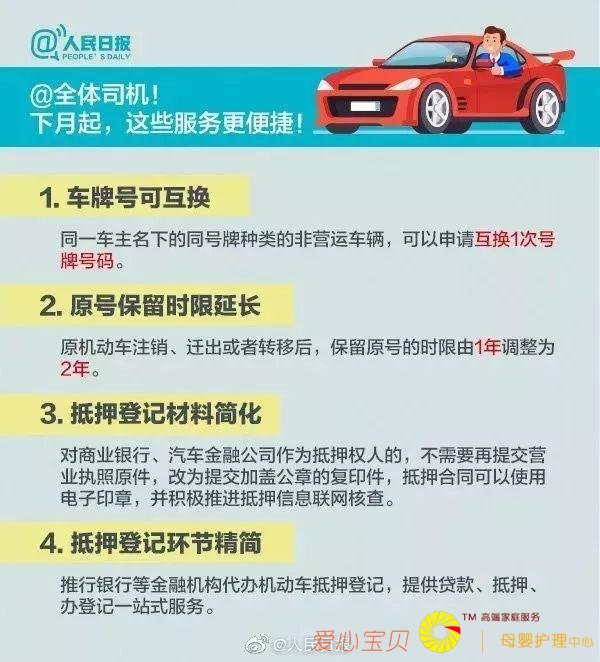 @人民日报
PEOPLE'S DAILY
@全体司机！
下月起，这些服务更便捷！
1. 车牌号可互换
同一车主名下的同号牌种类的非营运车辆，可以申请互换1次号
牌号码。
2. 原号保留时限延长
原机动车注销、迁出或者转移后，保留原号的时限由1年调整为
2年。
3. 抵押登记材料简化
对商业银行、汽车金融公司作为抵押权人的，不需要再提交营
业执照原件，改为提交加盖公章的复印件，抵押合同可以使用
电子印章，并积极推进抵押信息联网核查。
4. 抵押登记环节精简
推行银行等金融机构代办机动车抵押登记，提供贷款、抵押、
办登记一站式服务。
TM 高端家庭服务
爱心宝贝 | 母婴护理中心
@人民日报